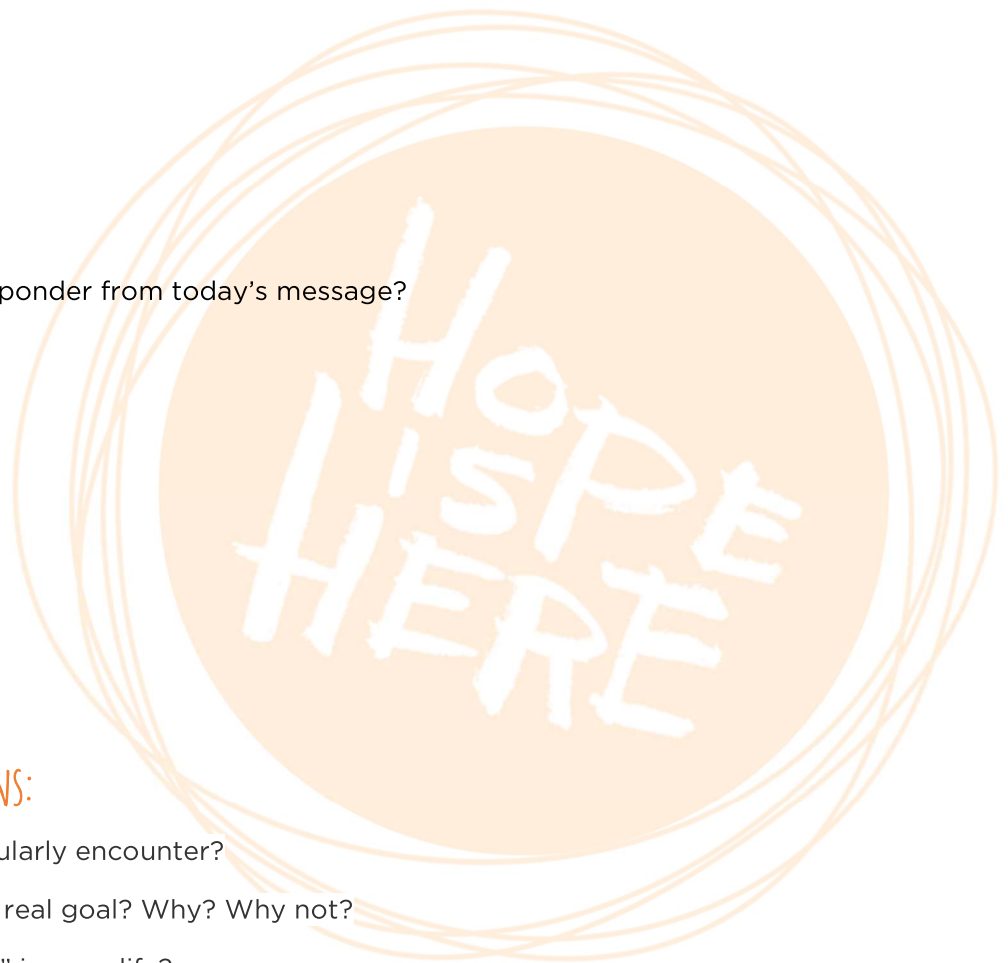 ponder from today’s message?
HOPE
IS
HERE
NS:
ularly encounter?
real goal? Why? Why not?